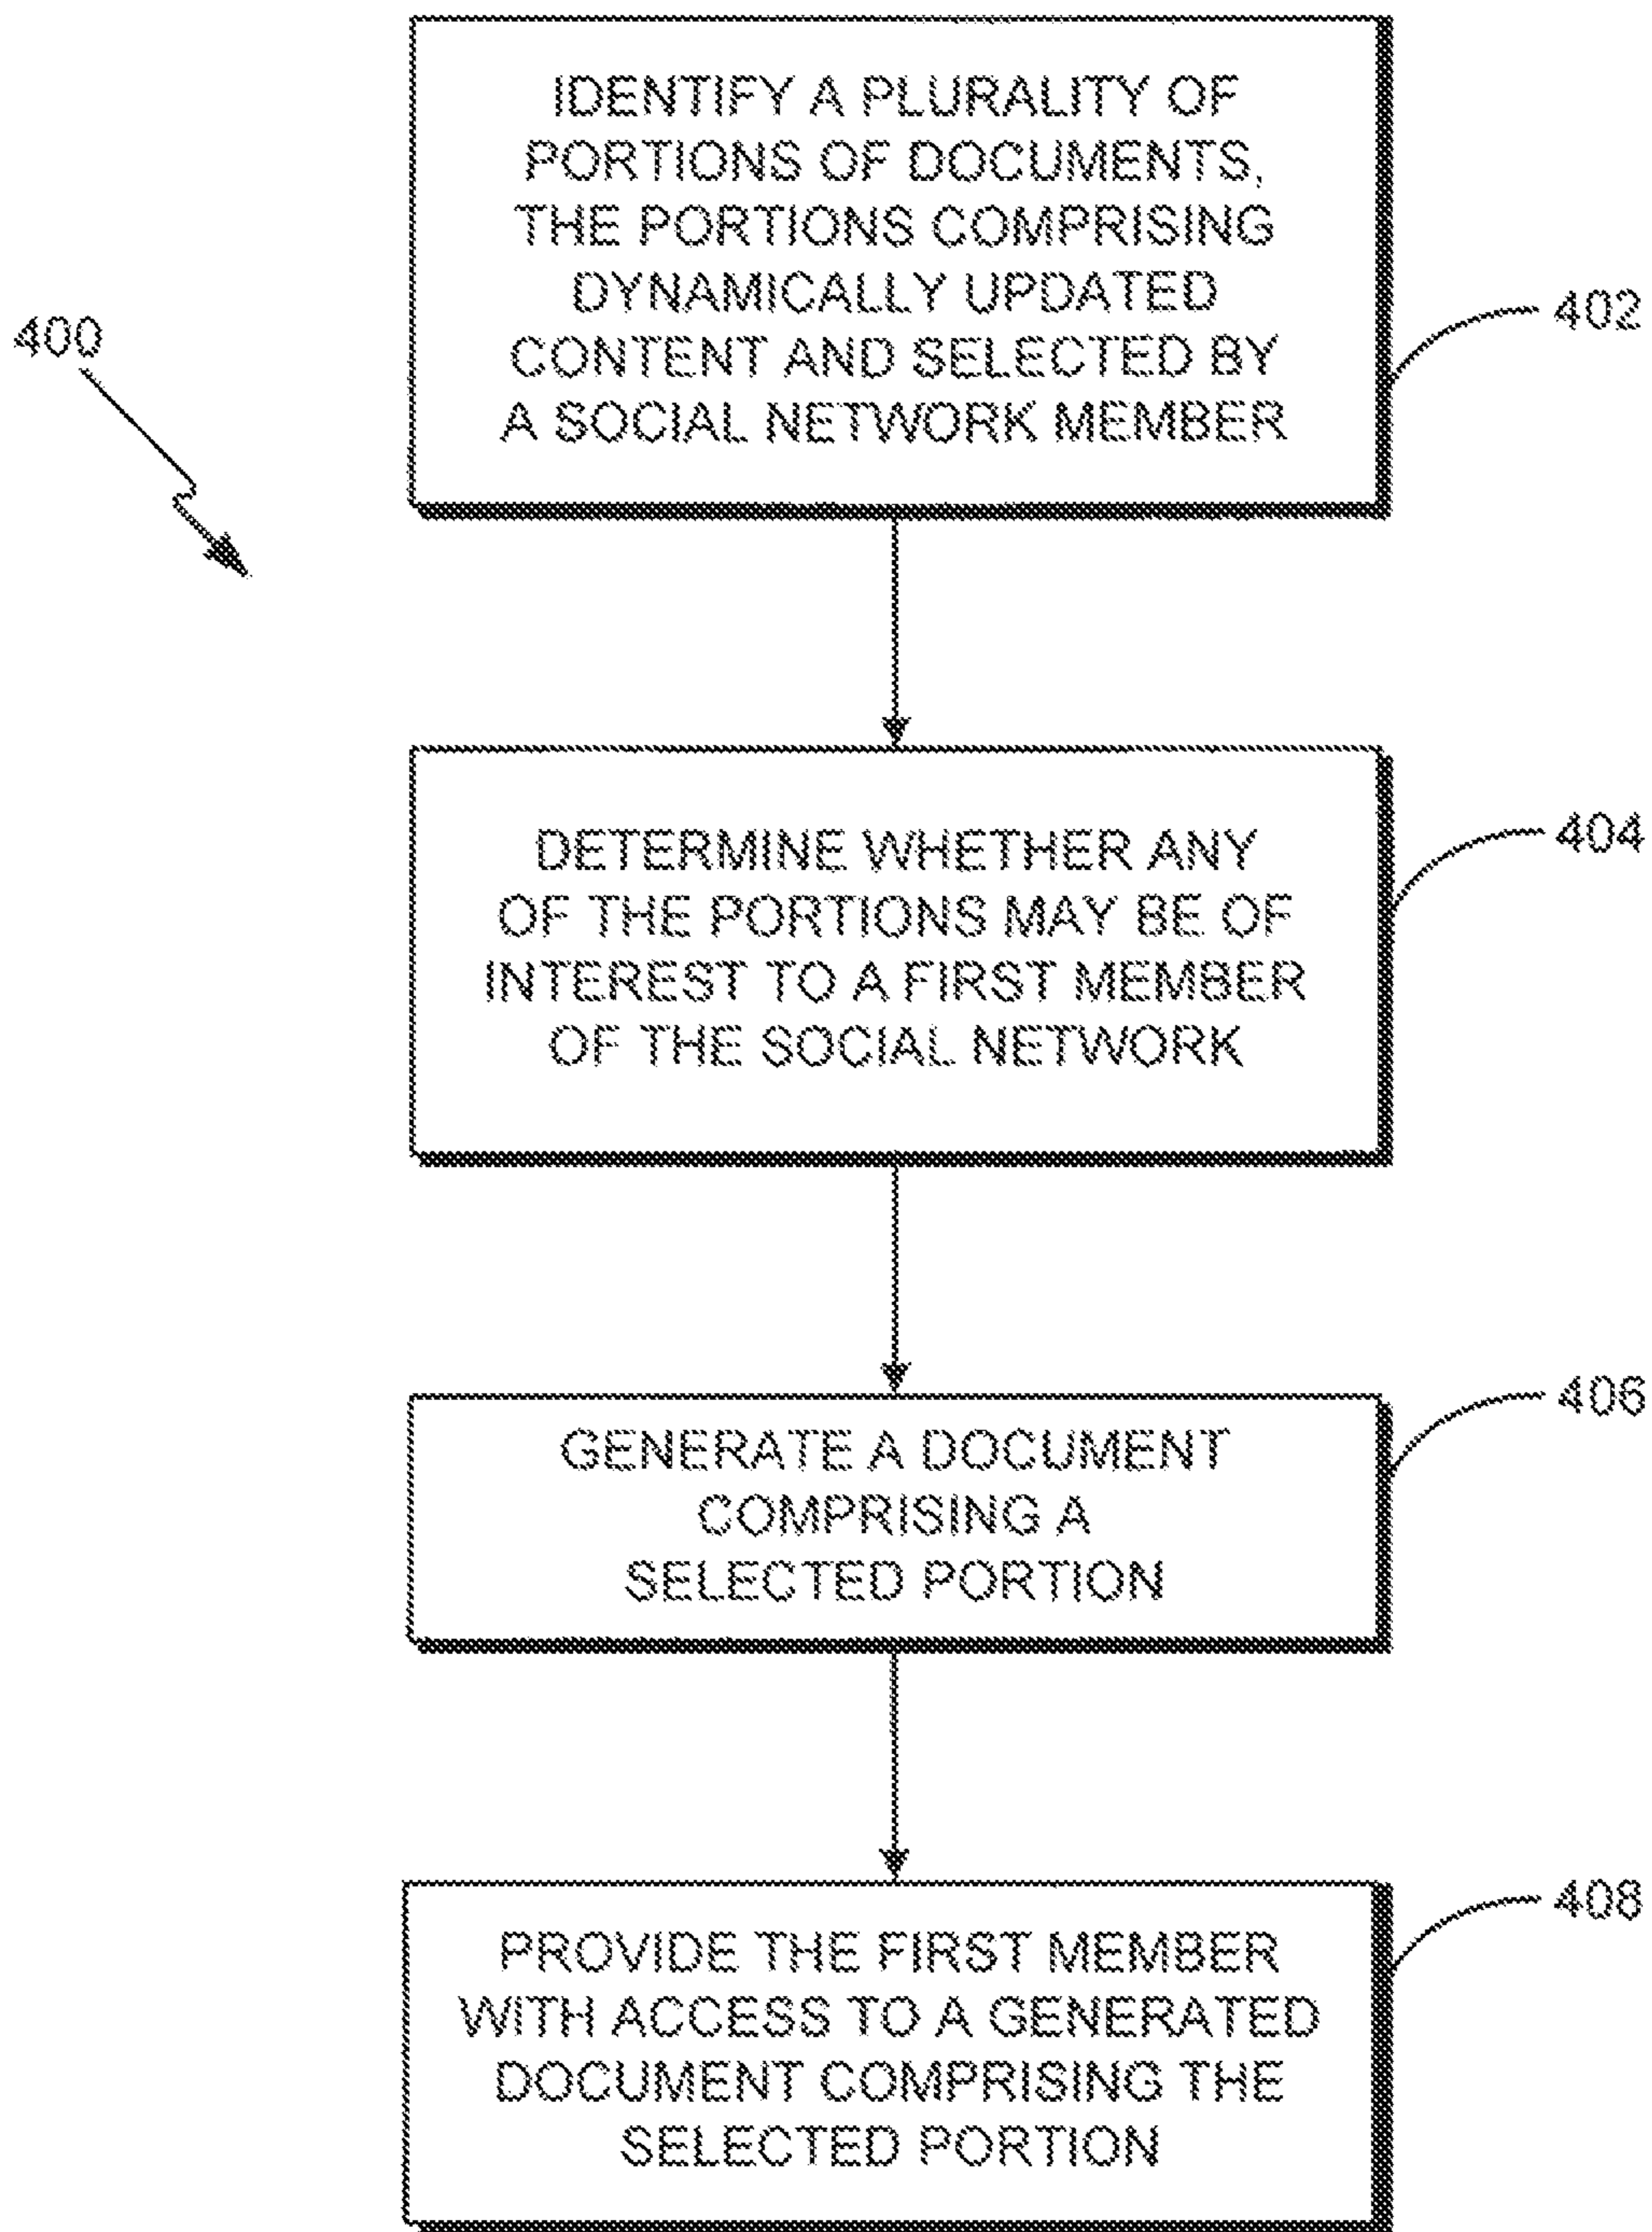 IDENTIFY A PLURALITY OF
PORTIONS OF DOCUMENTS,
THE PORTIONS COMPRISING
DYNAMICALLY UPDATED
CONTENT AND SELECTED BY
A SOCIAL NETWORK MEMBER
402
400
DETERMINE WHETHER ANY
OF THE PORTIONS MAY BE OF
INTEREST TO A FIRST MEMBER
OF THE SOCIAL NETWORK
404
GENERATE A DOCUMENT
COMPRISING A
SELECTED PORTION
406
PROVIDE THE FIRST MEMBER
WITH ACCESS TO A GENERATED
DOCUMENT COMPRISING THE
SELECTED PORTION
408